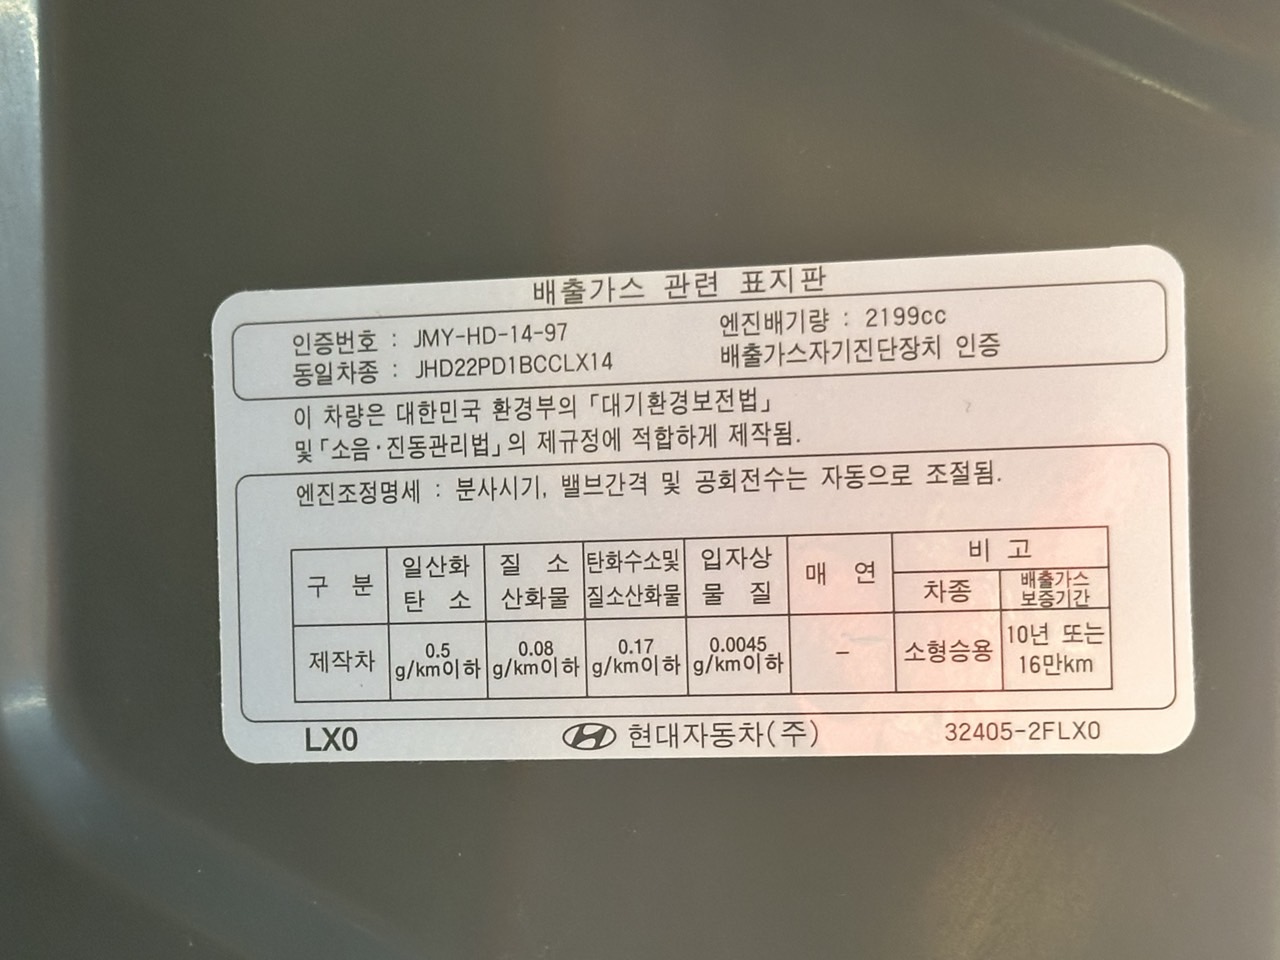 배출가스 관련 표지판
인증번호 : JMY-HD-14-97
동일차종 : JHD22PD1BCCLX14
엔진배기량 : 2199cc
배출가스자기진단장치 인증
이 차량은 대한민국 환경부의 「대기환경보전법」
및 「소음·진동관리법」의 제규정에 적합하게 제작됨.
엔진조정명세 : 분사시기, 밸브간격 및 공회전수는 자동으로 조절됨.
구 분
일산화
탄 소
질 소
산화물
탄화수소및
질소산화물
입자상
물 질
매 연
비 고
차종
배출가스
보증기간
제작차
0.5
g/km이하
0.08
g/km이하
0.17
g/km이하
0.0045
g/km이하
–
소형승용
10년 또는
16만km
LX0
현대자동차(주)
32405-2FLX0